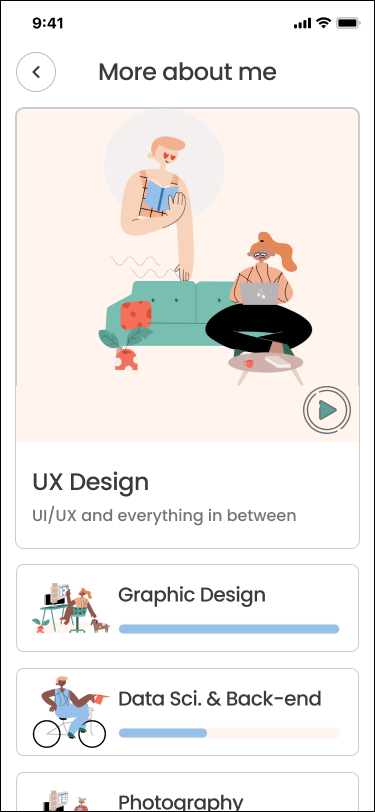 9:41
More about me
UX Design
UI/UX and everything in between
Graphic Design
Data Sci. & Back-end
Photography